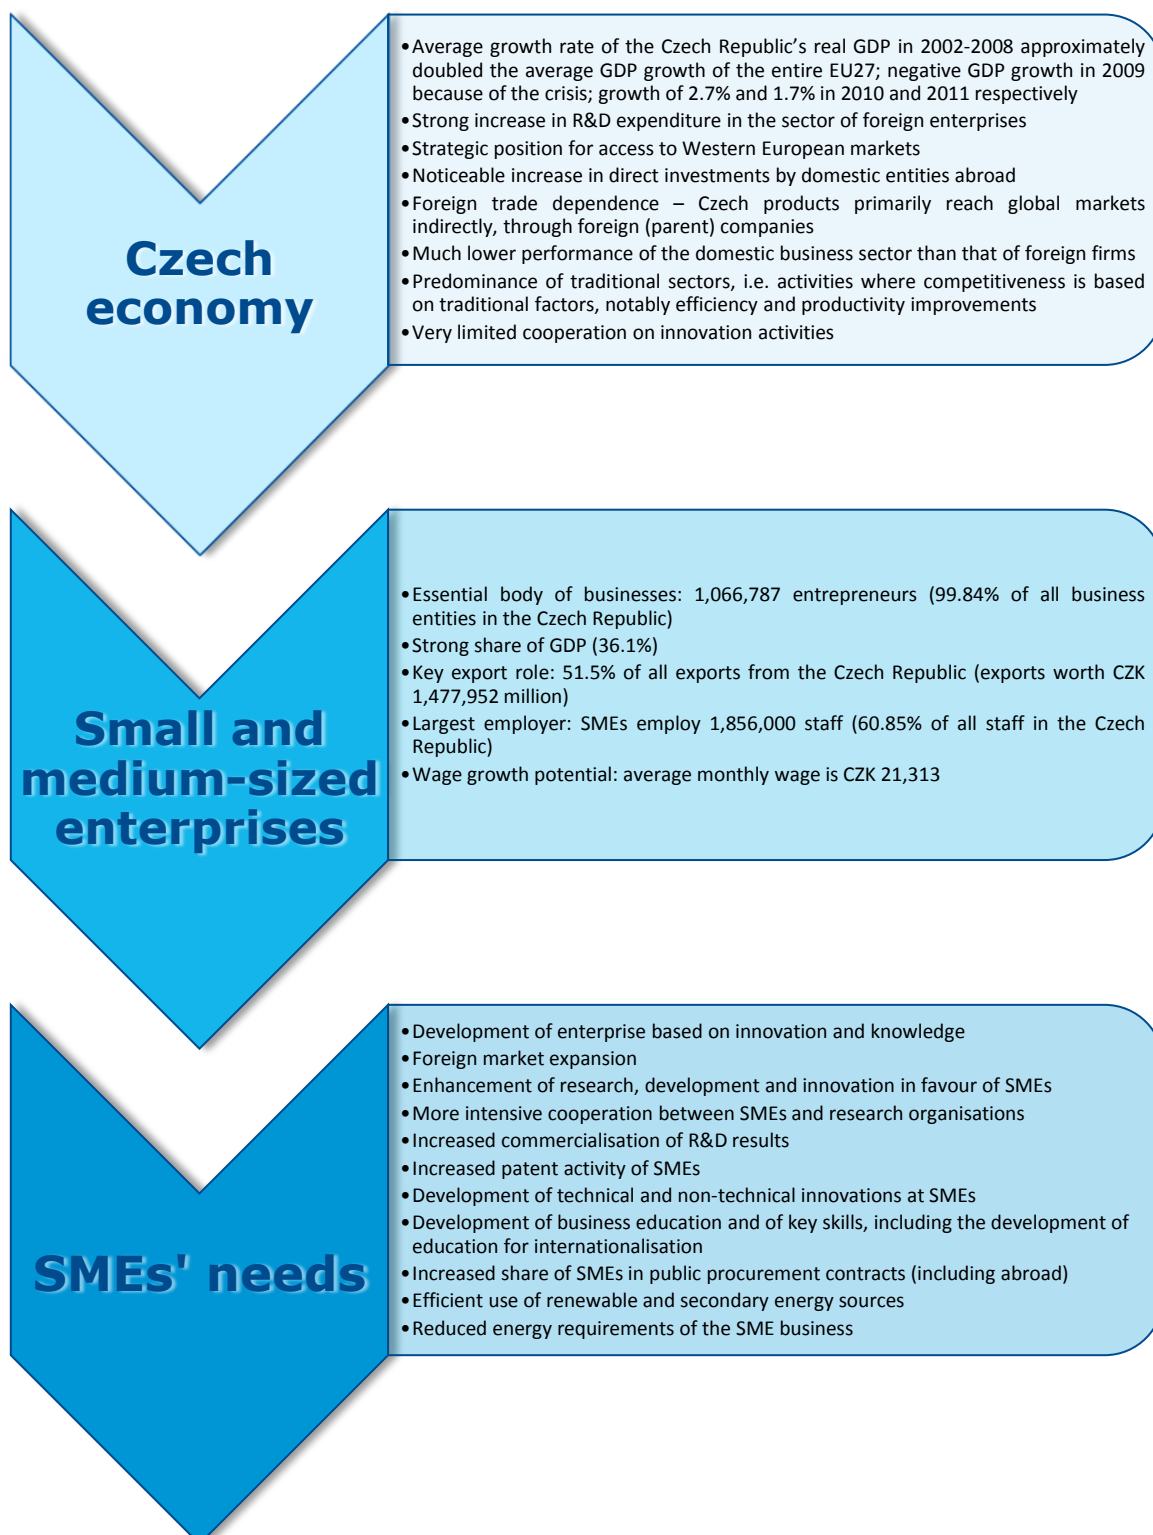 Czech
economy
•Average growth rate of the Czech Republic’s real GDP in 2002-2008 approximately
doubled the average GDP growth of the entire EU27; negative GDP growth in 2009
because of the crisis; growth of 2.7% and 1.7% in 2010 and 2011 respectively
•Strong increase in R&D expenditure in the sector of foreign enterprises
•Strategic position for access to Western European markets
•Noticeable increase in direct investments by domestic entities abroad
•Foreign trade dependence – Czech products primarily reach global markets
indirectly, through foreign (parent) companies
•Much lower performance of the domestic business sector than that of foreign firms
•Predominance of traditional sectors, i.e. activities where competitiveness is based
on traditional factors, notably efficiency and productivity improvements
•Very limited cooperation on innovation activities
Small and
medium-sized
enterprises
•Essential body of businesses: 1,066,787 entrepreneurs (99.84% of all business
entities in the Czech Republic)
•Strong share of GDP (36.1%)
•Key export role: 51.5% of all exports from the Czech Republic (exports worth CZK
1,477,952 million)
•Largest employer: SMEs employ 1,856,000 staff (60.85% of all staff in the Czech
Republic)
•Wage growth potential: average monthly wage is CZK 21,313
SMEs' needs
•Development of enterprise based on innovation and knowledge
•Foreign market expansion
•Enhancement of research, development and innovation in favour of SMEs
•More intensive cooperation between SMEs and research organisations
•Increased commercialisation of R&D results
•Increased patent activity of SMEs
•Development of technical and non-technical innovations at SMEs
•Development of business education and of key skills, including the development of
education for internationalisation
•Increased share of SMEs in public procurement contracts (including abroad)
•Efficient use of renewable and secondary energy sources
•Reduced energy requirements of the SME business